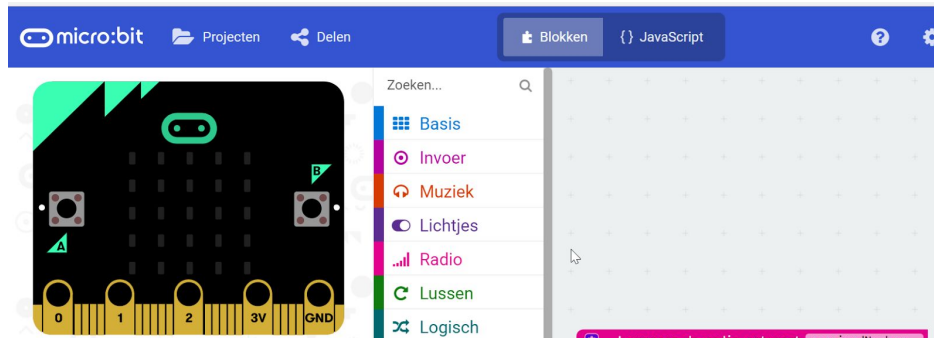 micro:bit Projecten Delen Blokken {} JavaScript ?
Zoeken...
Basis
Invoer
Muziek
Lichtjes
Radio
Lussen
Logisch
B
A
0 1 2 3V GND